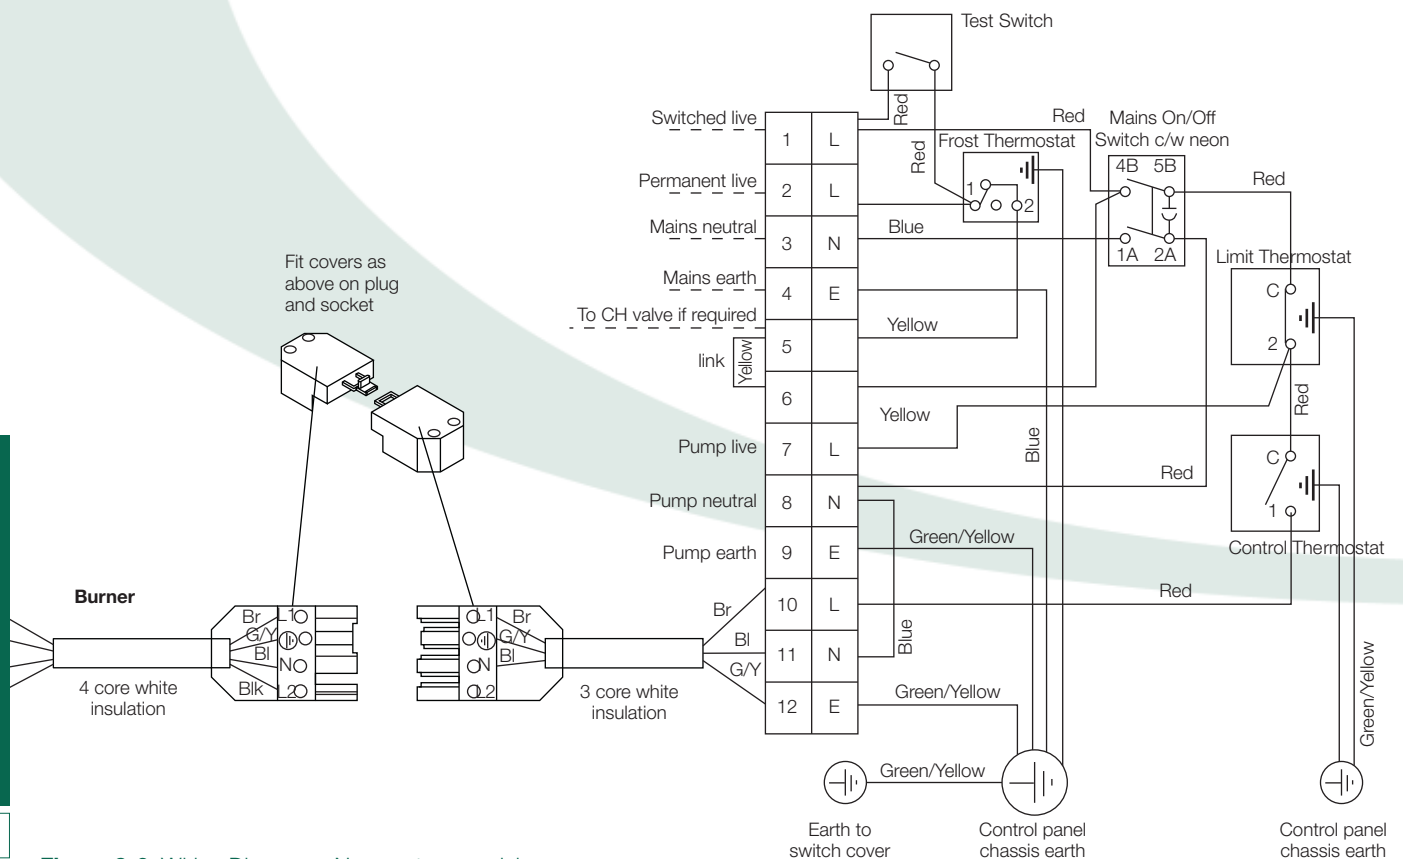 Test Switch
Red
Red
Switched live
1 L
Red
Mains On/Off
Switch c/w neon
Frost Thermostat
4B 5B
1
2
Permanent live
2 L
Red
Mains neutral
3 N
Blue
1A 2A
Limit Thermostat
C
2
Mains earth
4 E
To CH valve if required
Yellow
5
link
Yellow
6
Yellow
Red
Fit covers as
above on plug
and socket
Pump live
7 L
Blue
C
1
Red
Pump neutral
8 N
Pump earth
9 E
Green/Yellow
Control Thermostat
Burner
Br
10 L
Red
Bl
11 N
Blue
G/Y
12 E
Green/Yellow
Green/Yellow
Br L1
G/Y
Bl
N
Blk L2
L1 Br
G/Y
N Bl
L2
4 core white
insulation
3 core white
insulation
Green/Yellow
Earth to
switch cover
Control panel
chassis earth
Control panel
chassis earth